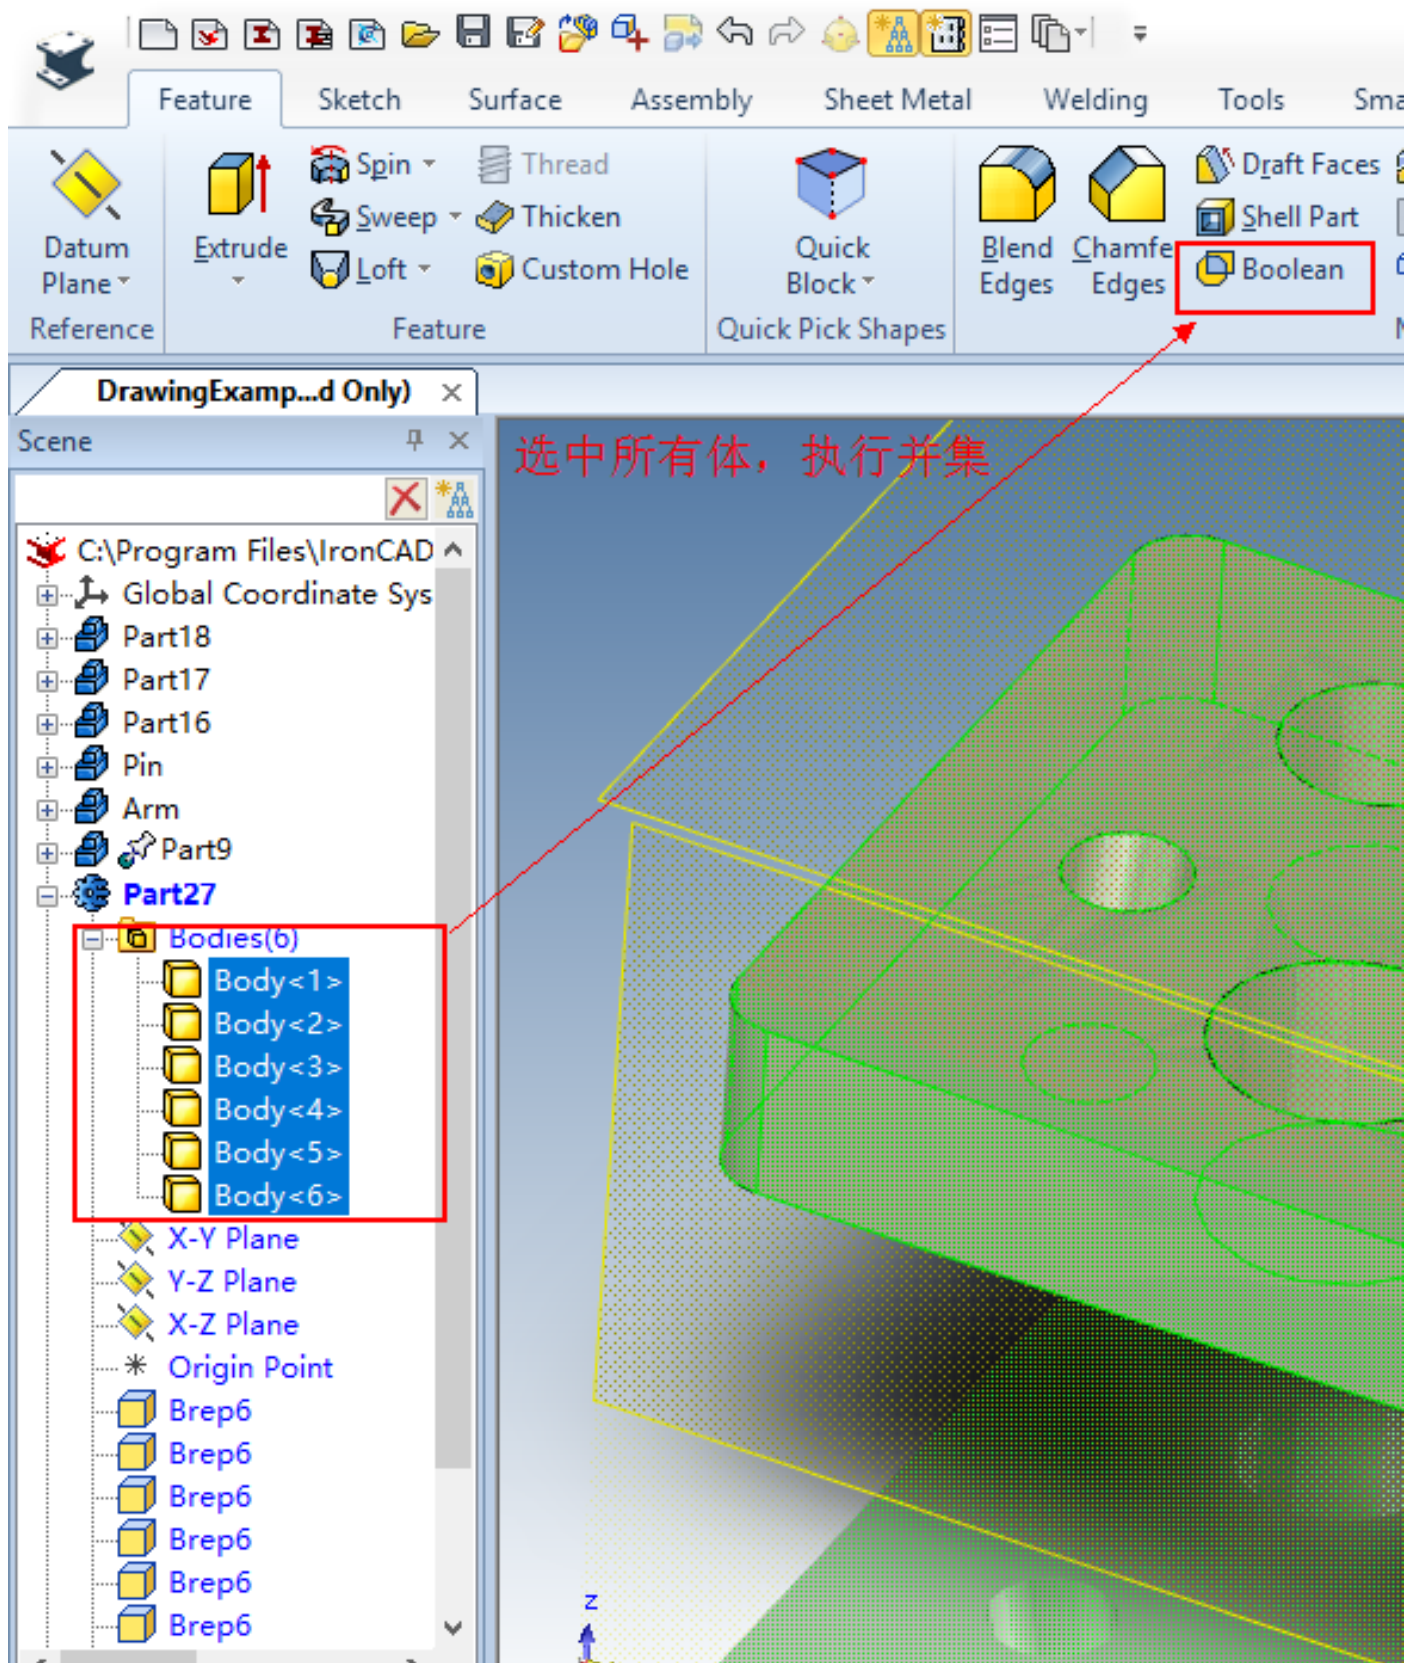 Feature Sketch Surface Assembly Sheet Metal Welding Tools Sma
Datum Plane
Extrude
Spin
Sweep
Loft
Thread
Thicken
Custom Hole
Quick Block
Blend Edges
Chamfe Edges
Draft Faces
Shell Part
Boolean
Reference Feature Quick Pick Shapes
DrawingExamp...d Only)
Scene
选中所有体，执行并集
C:\Program Files\IronCAD
Global Coordinate Sys
Part18
Part17
Part16
Pin
Arm
Part9
Part27
Bodies(6)
Body<1>
Body<2>
Body<3>
Body<4>
Body<5>
Body<6>
X-Y Plane
Y-Z Plane
X-Z Plane
Origin Point
Brep6
Brep6
Brep6
Brep6
Brep6
Brep6
z